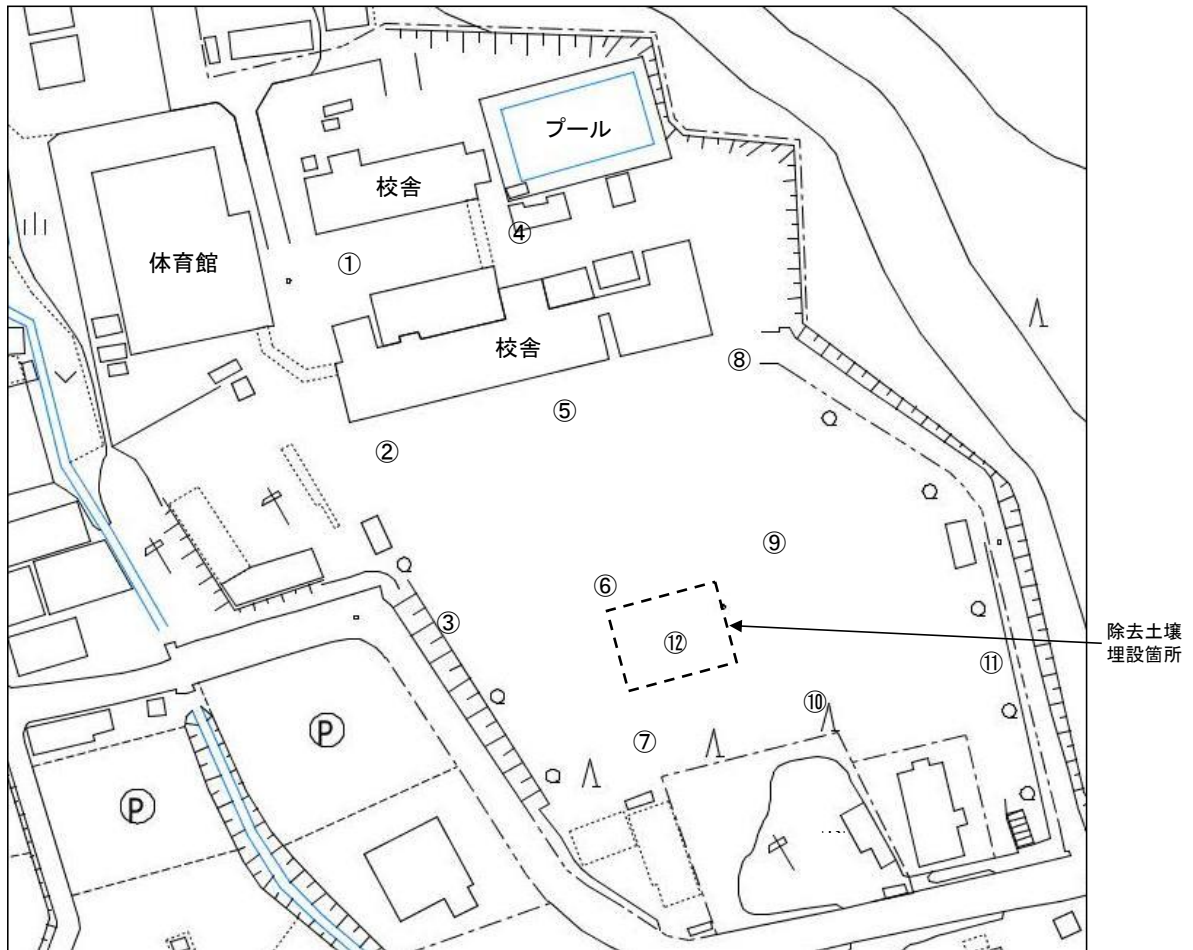 プール
校舎
④
体育館
①
校舎
⑧
⑤
②
⑨
⑥
③
⑫
⑪
除去土壌
埋設箇所
⑩
⑦
Ⓟ
Ⓟ